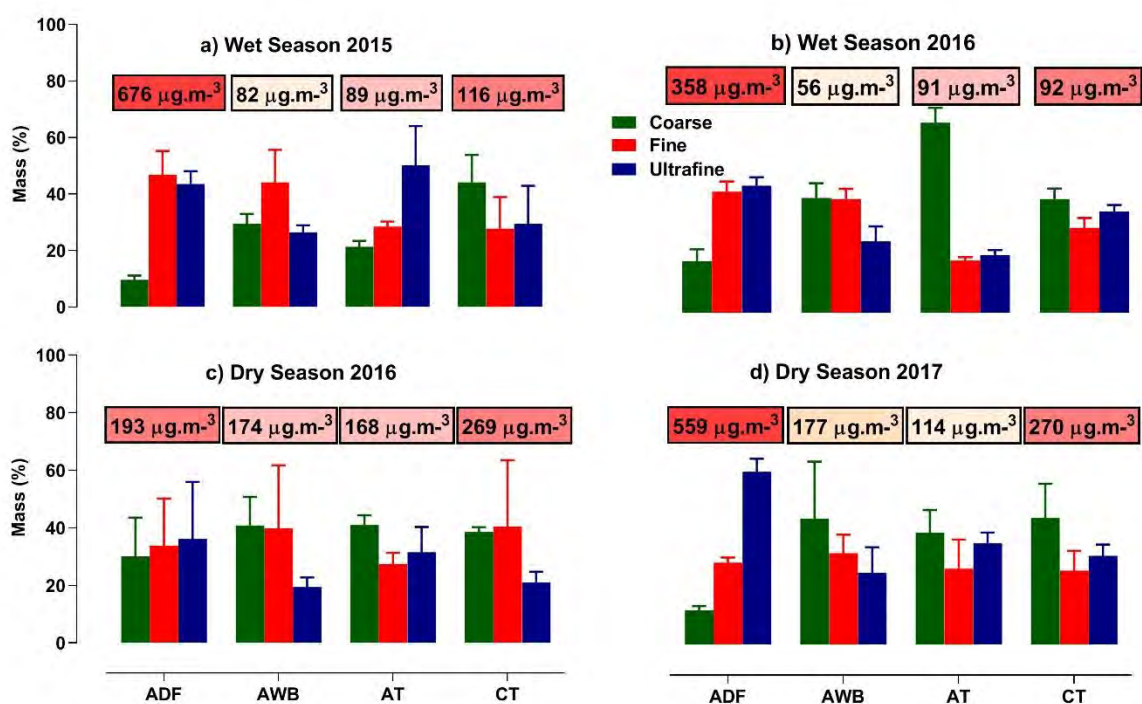 a) Wet Season 2015
676 μg.m-³ 82 μg.m-³ 89 μg.m-³ 116 μg.m-³
Mass (%)
100
80
60
40
20
0
b) Wet Season 2016
358 μg.m-³ 56 μg.m-³ 91 μg.m-³ 92 μg.m-³
Coarse
Fine
Ultrafine
c) Dry Season 2016
193 μg.m-³ 174 μg.m-³ 168 μg.m-³ 269 μg.m-³
Mass (%)
100
80
60
40
20
0
ADF AWB AT CT
d) Dry Season 2017
559 μg.m-³ 177 μg.m-³ 114 μg.m-³ 270 μg.m-³
ADF AWB AT CT